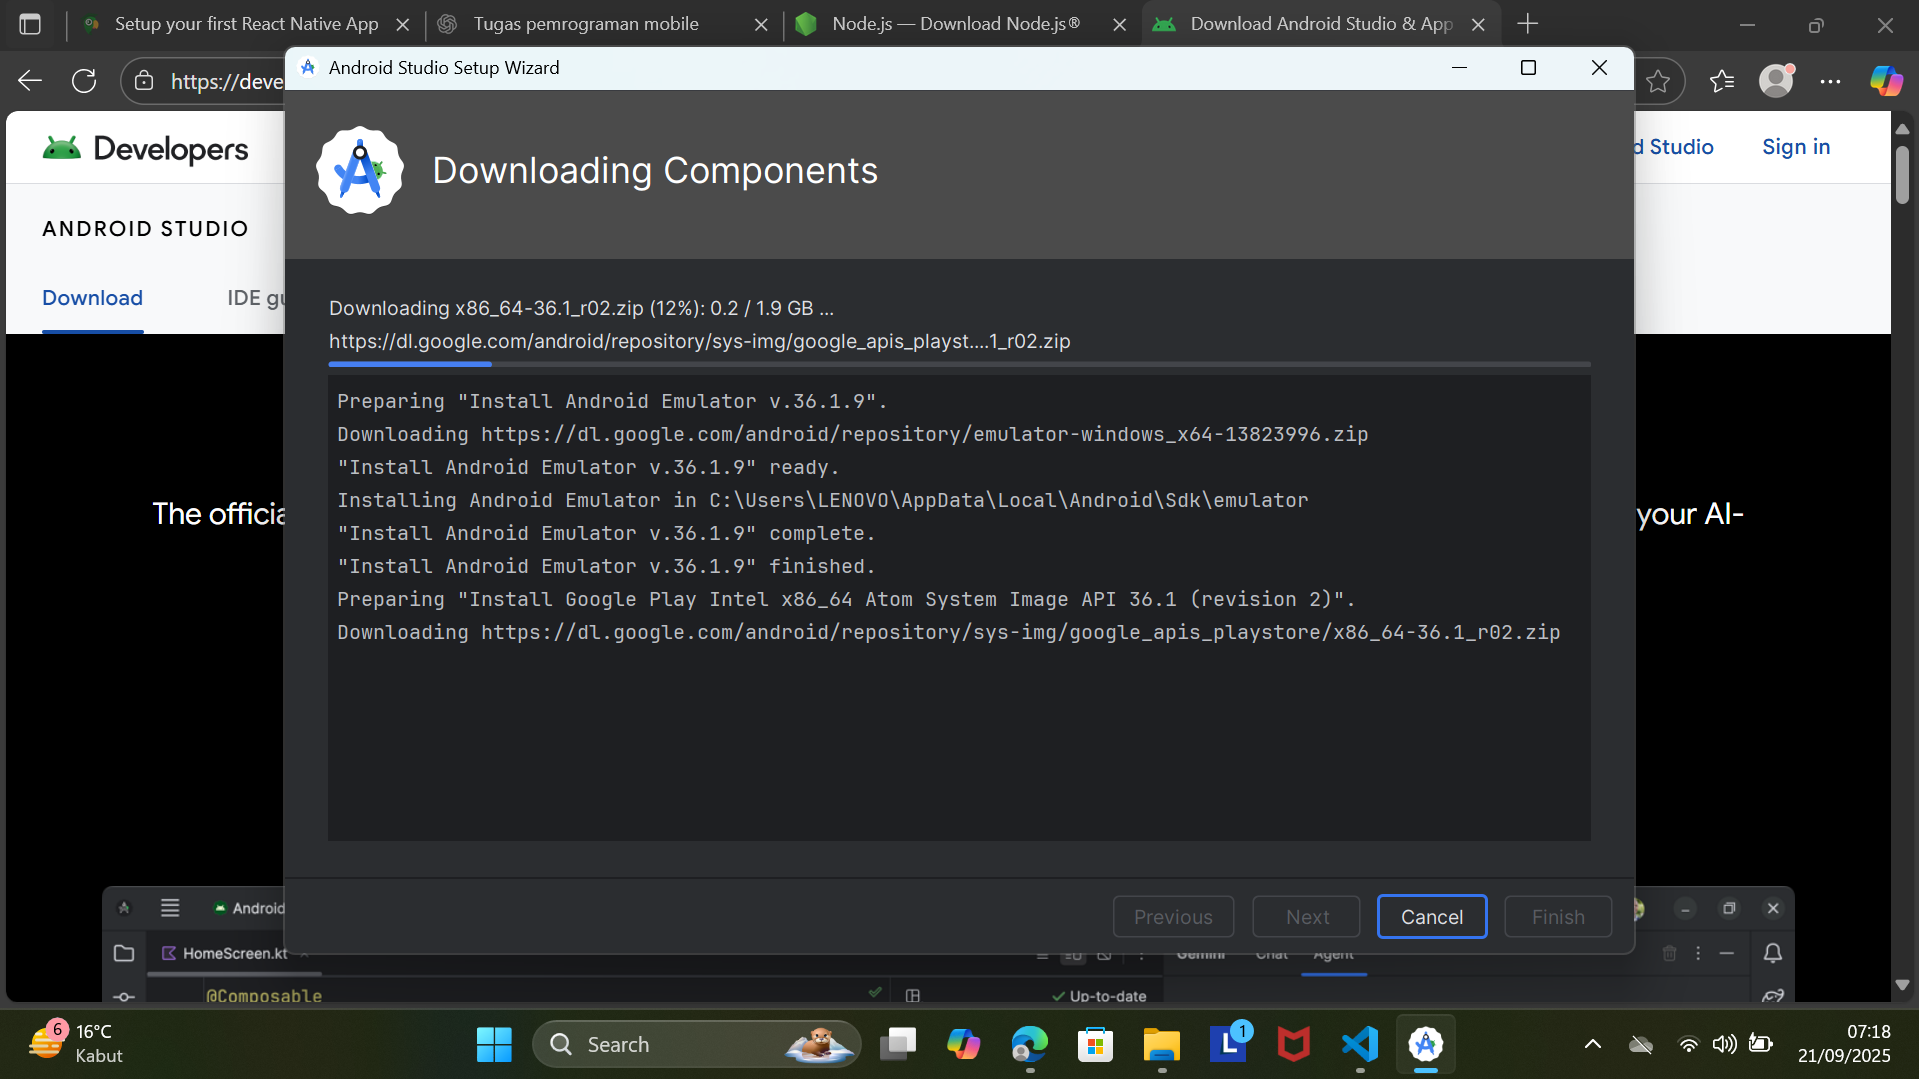 Setup your first React Native App
Tugas pemrograman mobile
Node.js — Download Node.js®
Download Android Studio & App
https://deve
Android Studio Setup Wizard
Developers
d Studio
Sign in
Downloading Components
ANDROID STUDIO
Download
IDE gu
Downloading x86_64-36.1_r02.zip (12%): 0.2 / 1.9 GB ...
https://dl.google.com/android/repository/sys-img/google_apis_playst....1_r02.zip
Preparing "Install Android Emulator v.36.1.9".
Downloading https://dl.google.com/android/repository/emulator-windows_x64-13823996.zip
"Install Android Emulator v.36.1.9" ready.
Installing Android Emulator in C:\Users\LENOVO\AppData\Local\Android\Sdk\emulator
"Install Android Emulator v.36.1.9" complete.
"Install Android Emulator v.36.1.9" finished.
Preparing "Install Google Play Intel x86_64 Atom System Image API 36.1 (revision 2)".
Downloading https://dl.google.com/android/repository/sys-img/google_apis_playstore/x86_64-36.1_r02.zip
The officia
your AI-
Previous
Next
Cancel
Finish
Android
HomeScreen.kt
Gemini
Chat
Agent
@Composable
Up-to-date
6
16°C
Kabut
Search
L
1
07:18
21/09/2025